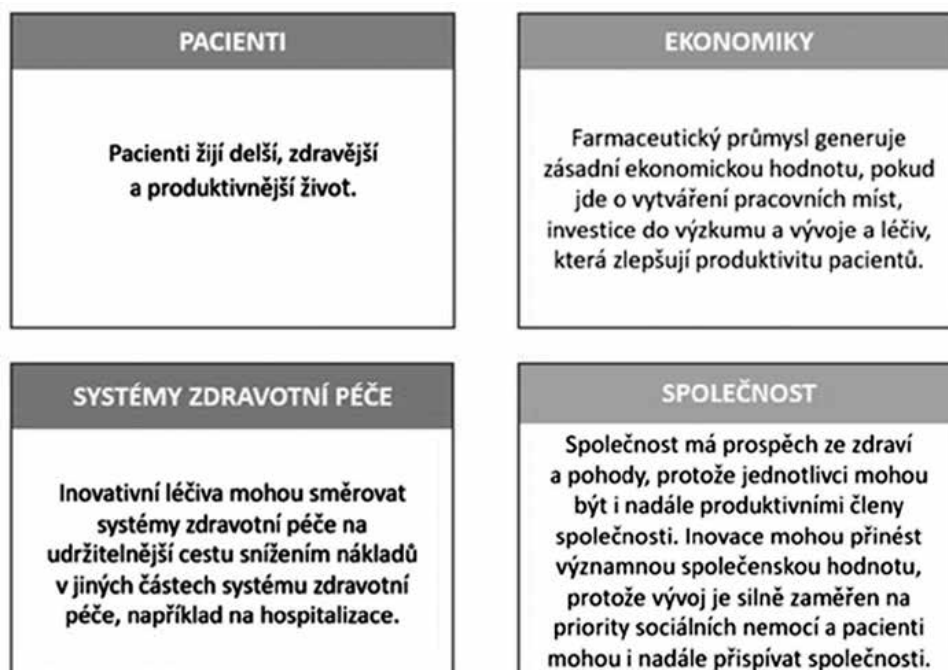 PACIENTI
Pacienti žijí delší, zdravější
a produktivnější život.
EKONOMIKY
Farmaceutický průmysl generuje
zásadní ekonomickou hodnotu, pokud
jde o vytváření pracovních míst,
investice do výzkumu a vývoje a léčiv,
která zlepšují produktivitu pacientů.
SYSTÉMY ZDRAVOTNÍ PÉČE
Inovativní léčiva mohou směrovat
systémy zdravotní péče na
udržitelnější cestu snížením nákladů
v jiných částech systému zdravotní
péče, například na hospitalizace.
SPOLEČNOST
Společnost má prospěch ze zdraví
a pohody, protože jednotlivci mohou
být i nadále produktivními členy
společnosti. Inovace mohou přinést
významnou společenskou hodnotu,
protože vývoj je silně zaměřen na
priority sociálních nemocí a pacienti
mohou i nadále přispívat společnosti.